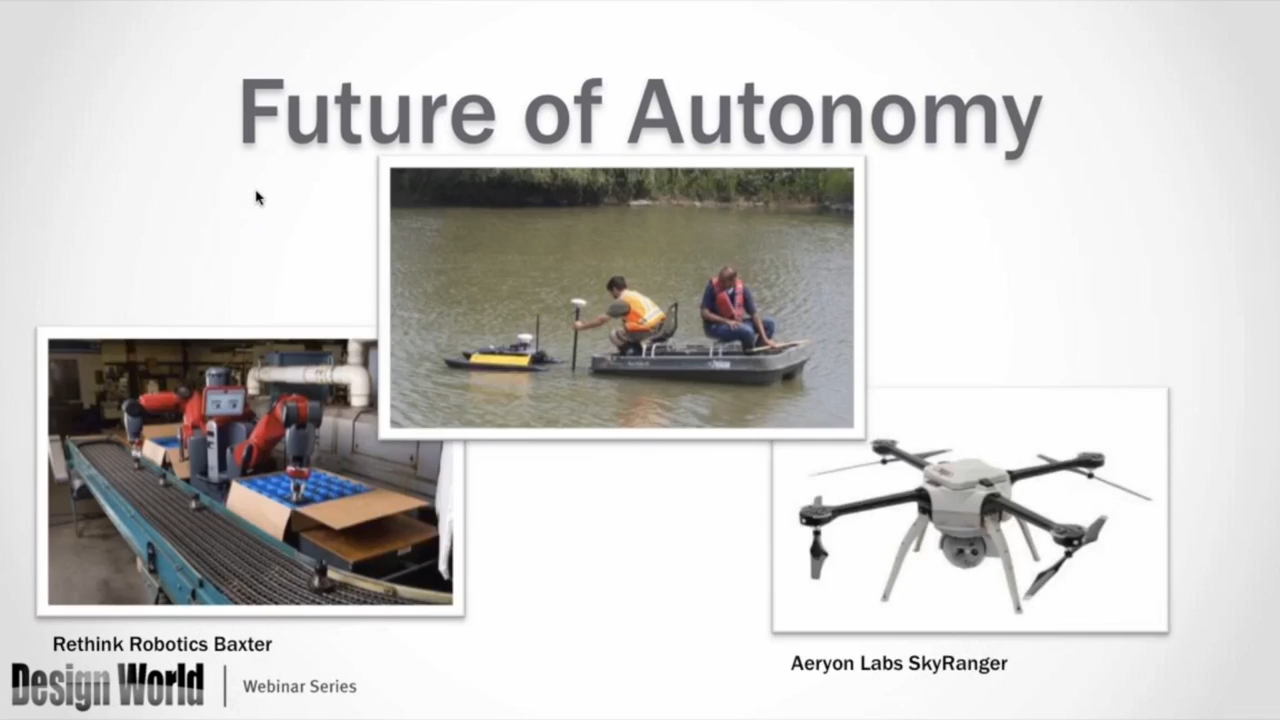 Future of Autonomy
Rethink Robotics Baxter
Aeryon Labs SkyRanger
Design World
Webinar Series